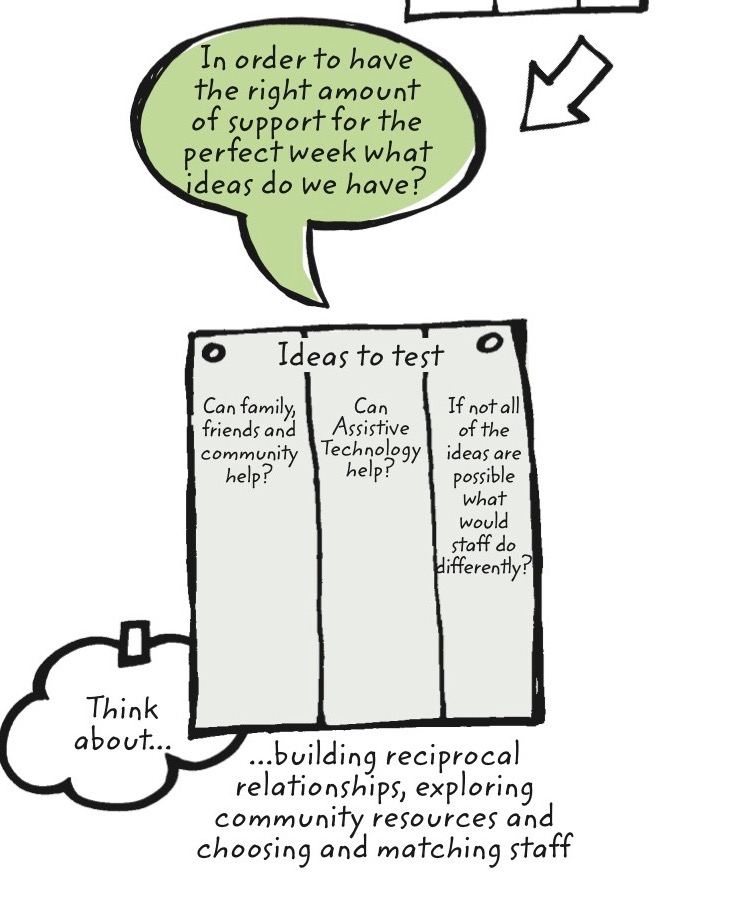 In order to have
the right amount
of support for the
perfect week what
ideas do we have?
Ideas to test
Can family,
friends and
community
help?
Can
Assistive
Technology
help?
If not all
of the
ideas are
possible
what
would
staff do
differently?
Think
about...
...building reciprocal
relationships, exploring
community resources and
choosing and matching staff